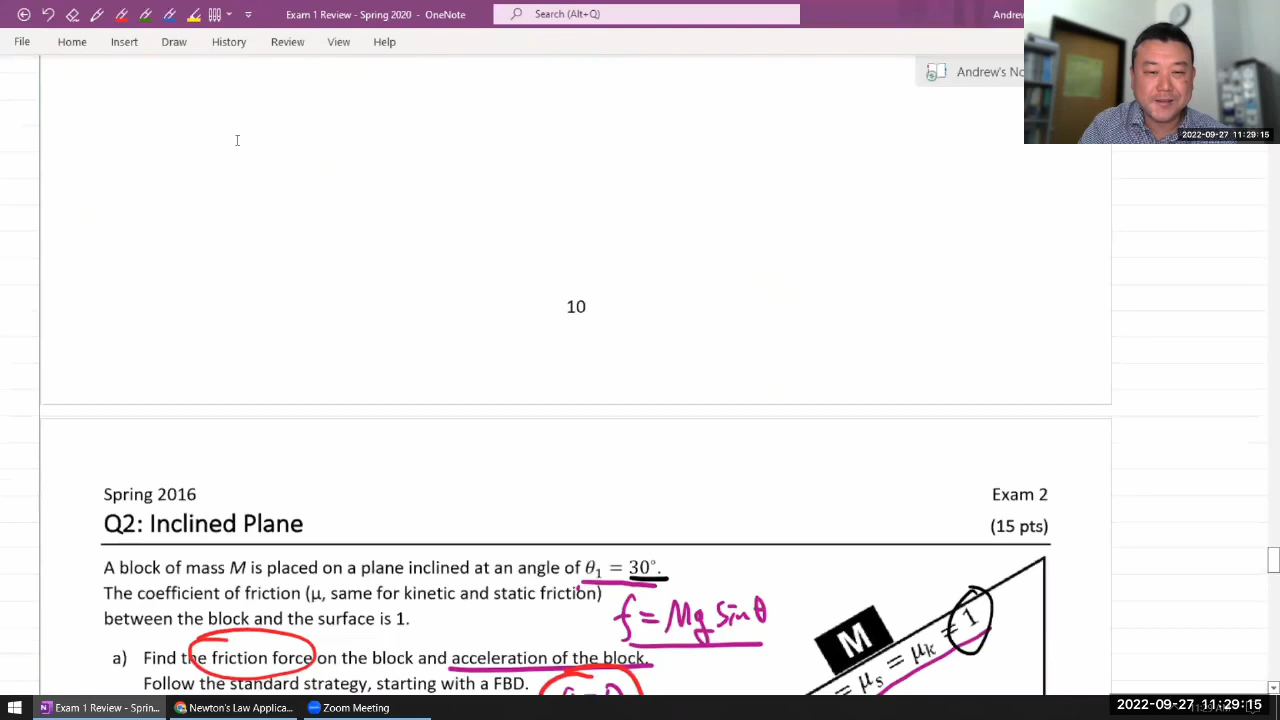 Exam 1 Review - Spring 2020 - OneNote
Search (Alt+Q)
Andrew
File
Home
Insert
Draw
History
Review
View
Help
Andrew's No
2022-09-27 11:29:15
10
Spring 2016
Exam 2
Q2: Inclined Plane
(15 pts)
A block of mass M is placed on a plane inclined at an angle of θ₁ = 30°.
The coefficient of friction (μ, same for kinetic and static friction)
between the block and the surface is 1.
f = Mg sin θ
M
= μₛ = μₖ = 1
a) Find the friction force on the block and acceleration of the block.
Follow the standard strategy, starting with a FBD.
Exam 1 Review - Sprin...
Newton's Law Applica...
Zoom Meeting
2022-09-27 11:29:15